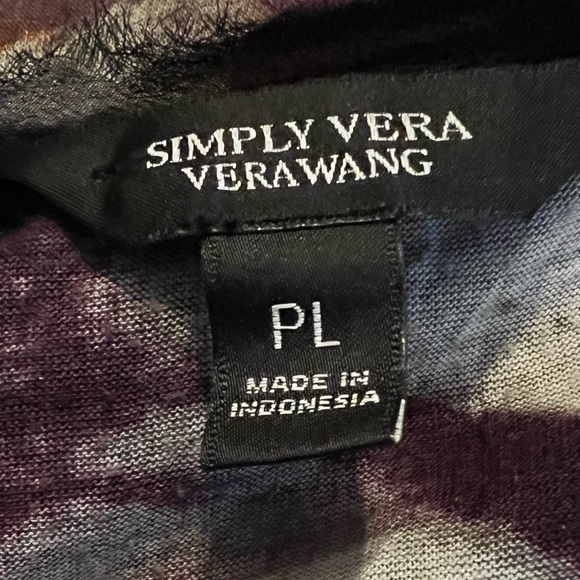 SIMPLY VERA
VERAWANG
PL
MADE IN
INDONESIA